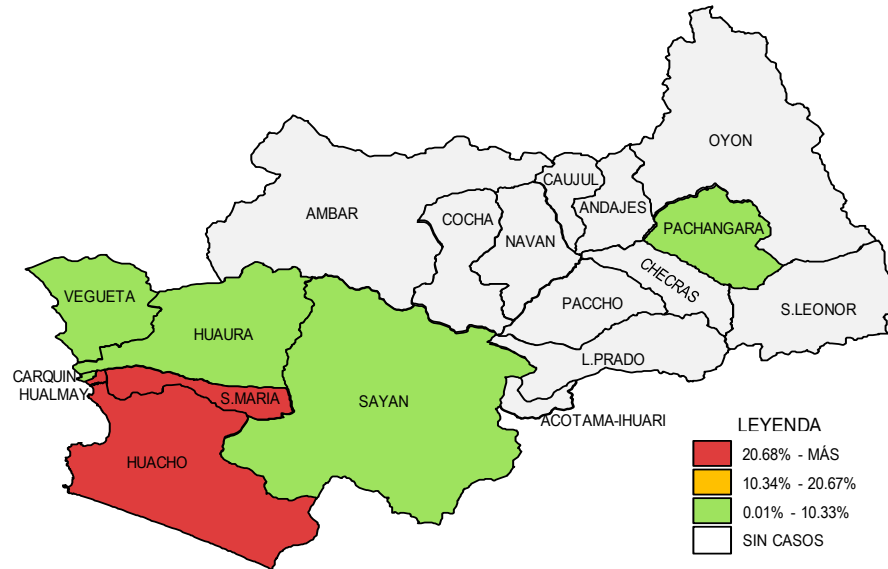 OYON
CAUJUL
ANDAJES
AMBAR
COCHA
NAVAN
PACHANGARA
CHECRAS
VEGUETA
PACCHO
S.LEONOR
HUAURA
L.PRADO
CARQUIN
HUALMAY
S.MARIA
SAYAN
ACOTAMA-IHUARI
HUACHO
LEYENDA
20.68% - MÁS
10.34% - 20.67%
0.01% - 10.33%
SIN CASOS